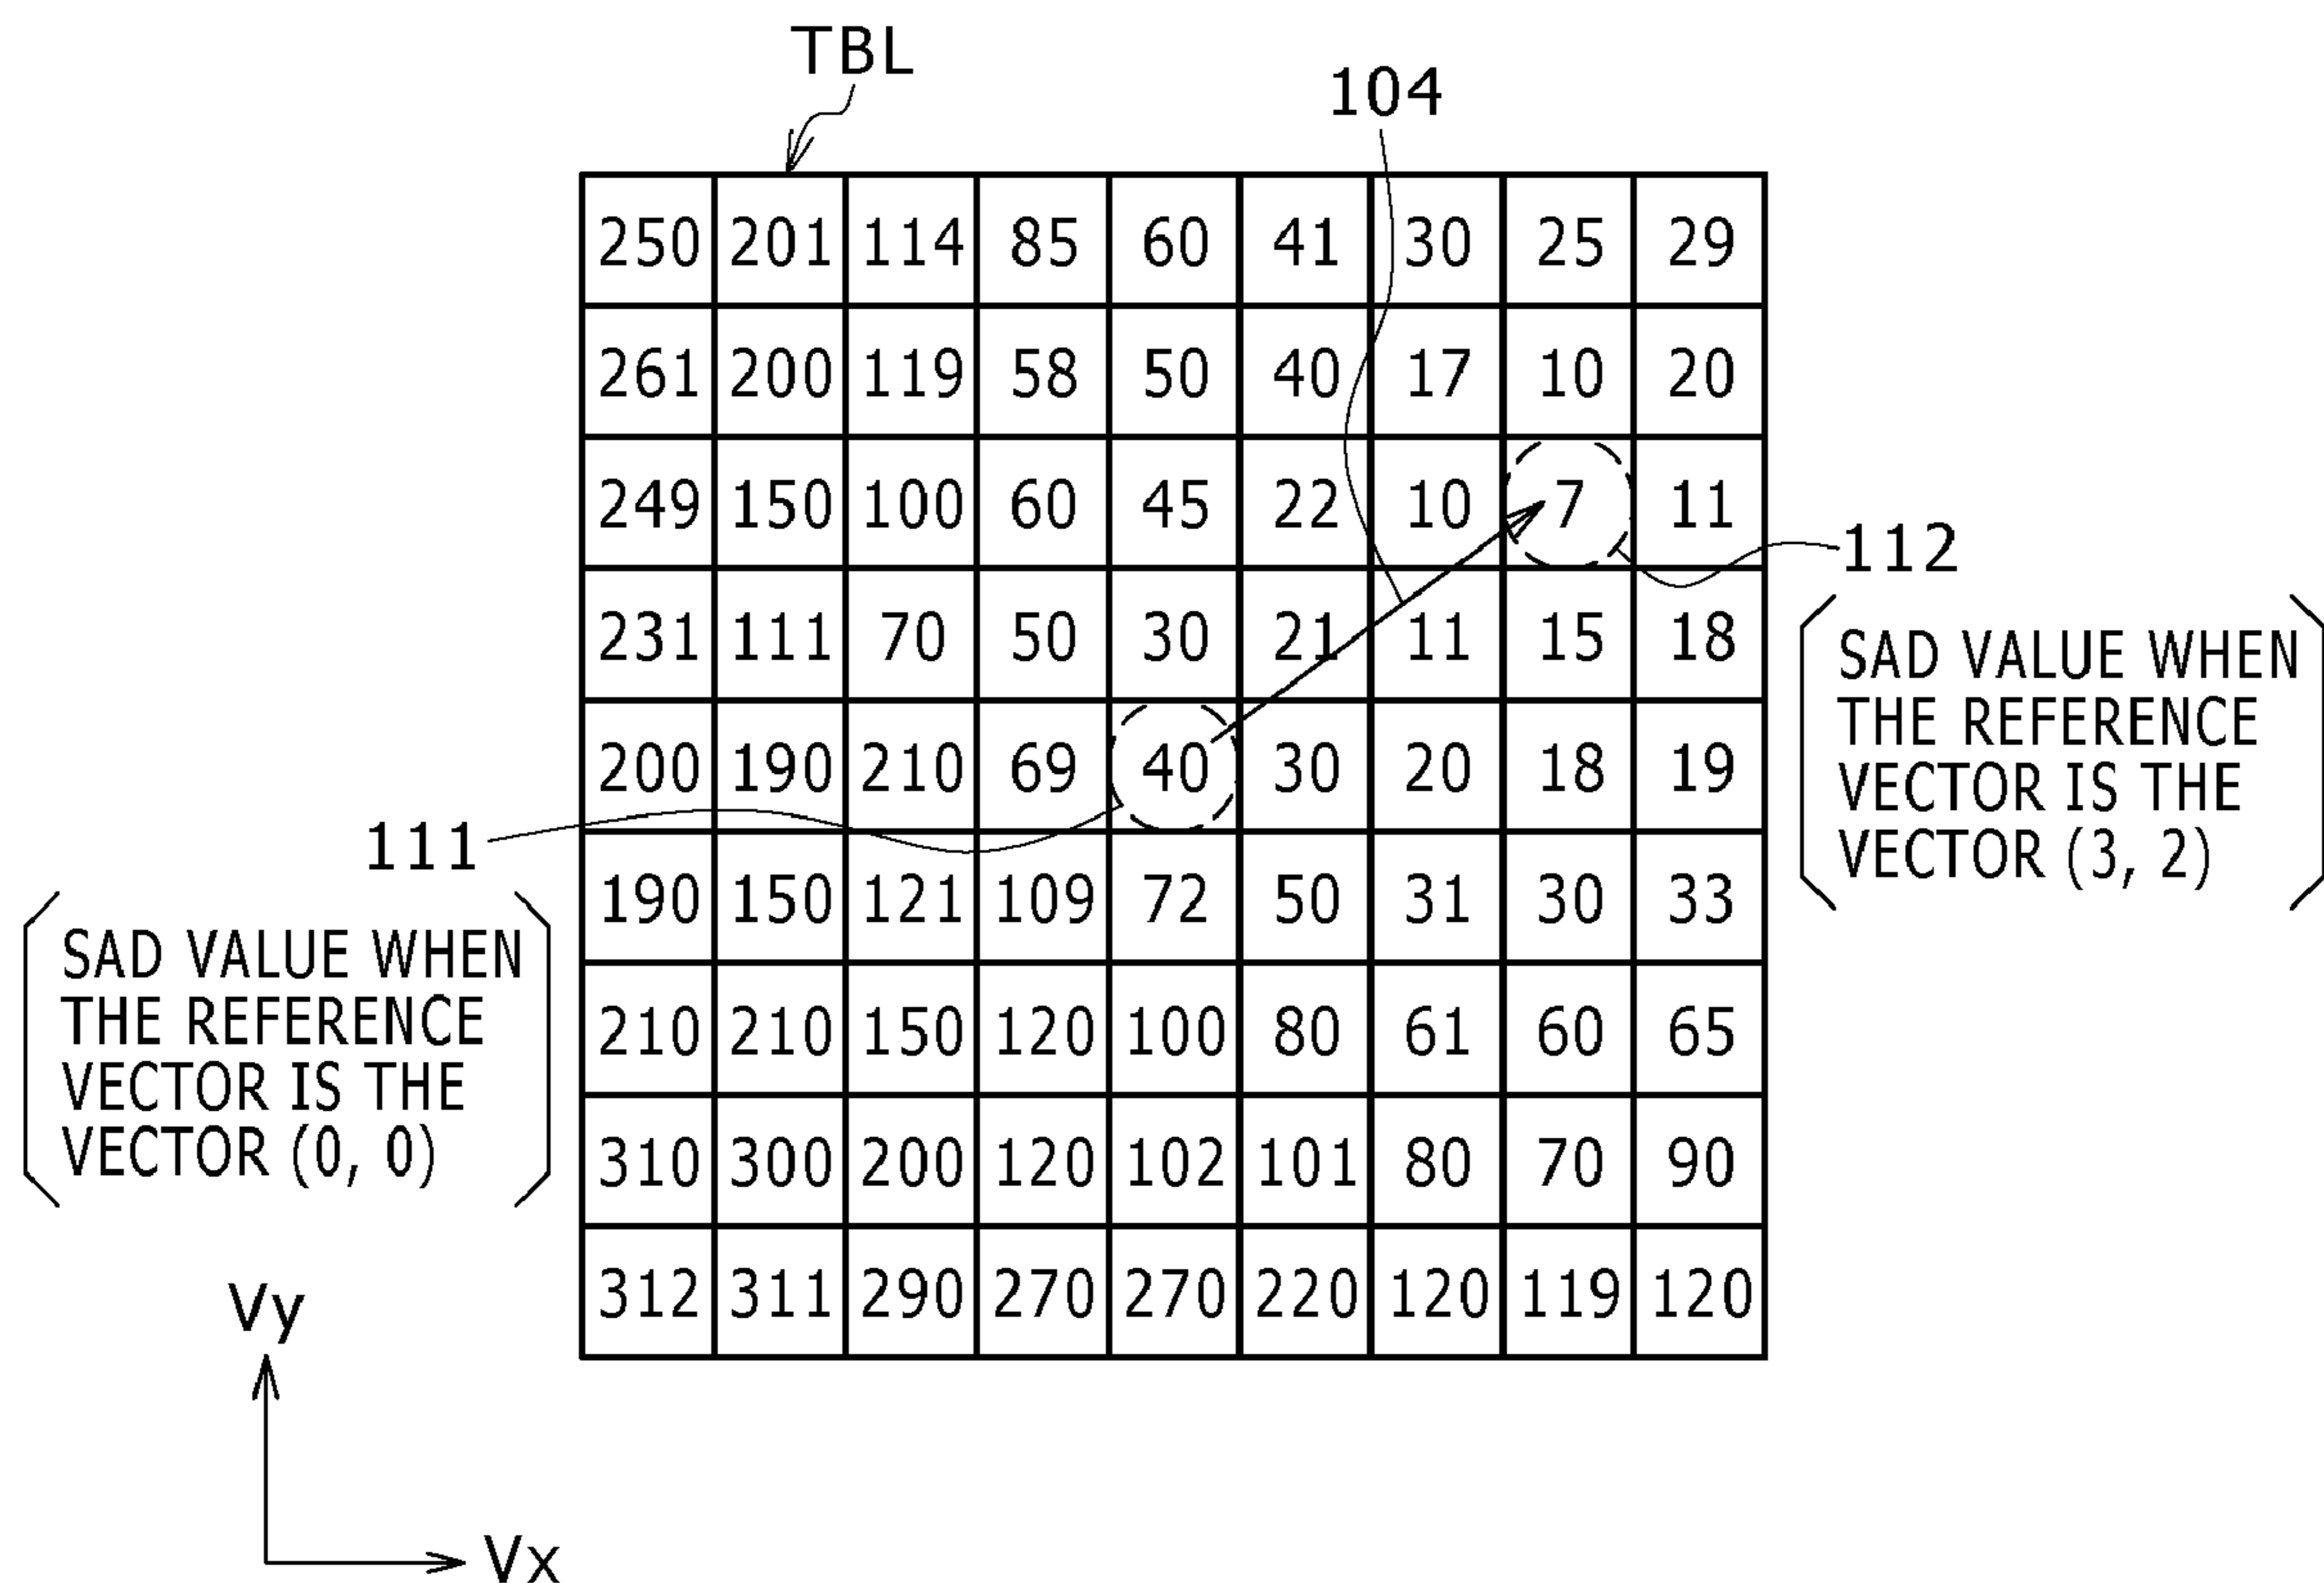 TBL
104
250 201 114 85 60 41 30 25 29
261 200 119 58 50 40 17 10 20
249 150 100 60 45 22 10 7 11
112
231 111 70 50 30 21 11 15 18
SAD VALUE WHEN
THE REFERENCE
VECTOR IS THE
VECTOR (3, 2)
200 190 210 69 40 30 20 18 19
111
190 150 121 109 72 50 31 30 33
SAD VALUE WHEN
THE REFERENCE
VECTOR IS THE
VECTOR (0, 0)
210 210 150 120 100 80 61 60 65
310 300 200 120 102 101 80 70 90
312 311 290 270 270 220 120 119 120
Vy
Vx